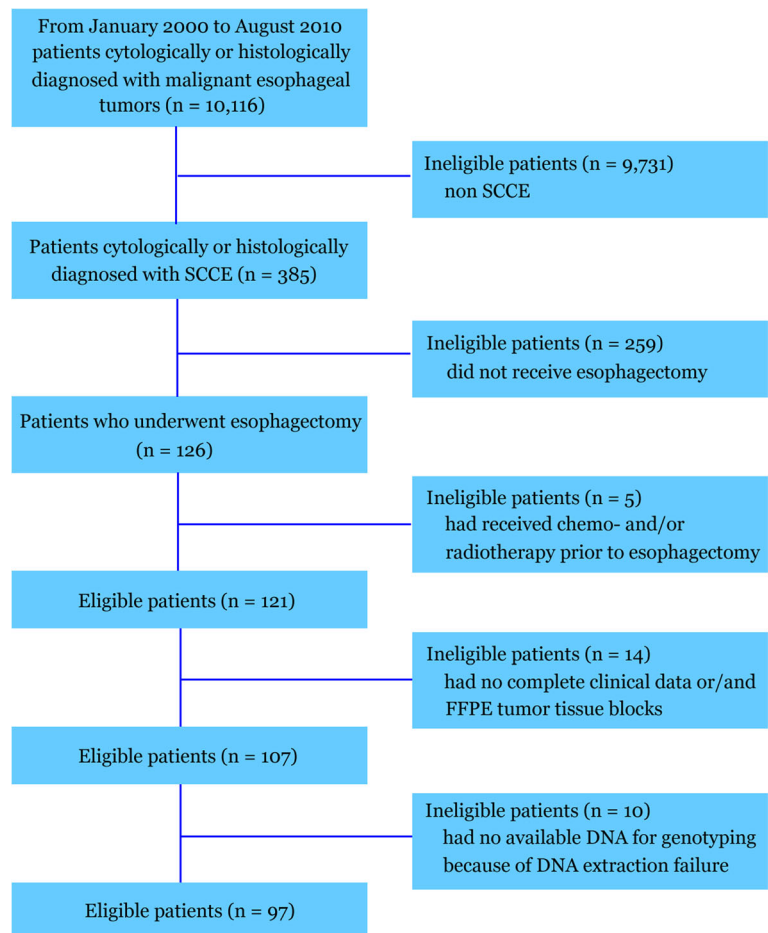 From January 2000 to August 2010
patients cytologically or histologically
diagnosed with malignant esophageal
tumors (n = 10,116)
Ineligible patients (n = 9,731)
non SCCE
Patients cytologically or histologically
diagnosed with SCCE (n = 385)
Ineligible patients (n = 259)
did not receive esophagectomy
Patients who underwent esophagectomy
(n = 126)
Ineligible patients (n = 5)
had received chemo- and/or
radiotherapy prior to esophagectomy
Eligible patients (n = 121)
Ineligible patients (n = 14)
had no complete clinical data or/and
FFPE tumor tissue blocks
Eligible patients (n = 107)
Ineligible patients (n = 10)
had no available DNA for genotyping
because of DNA extraction failure
Eligible patients (n = 97)